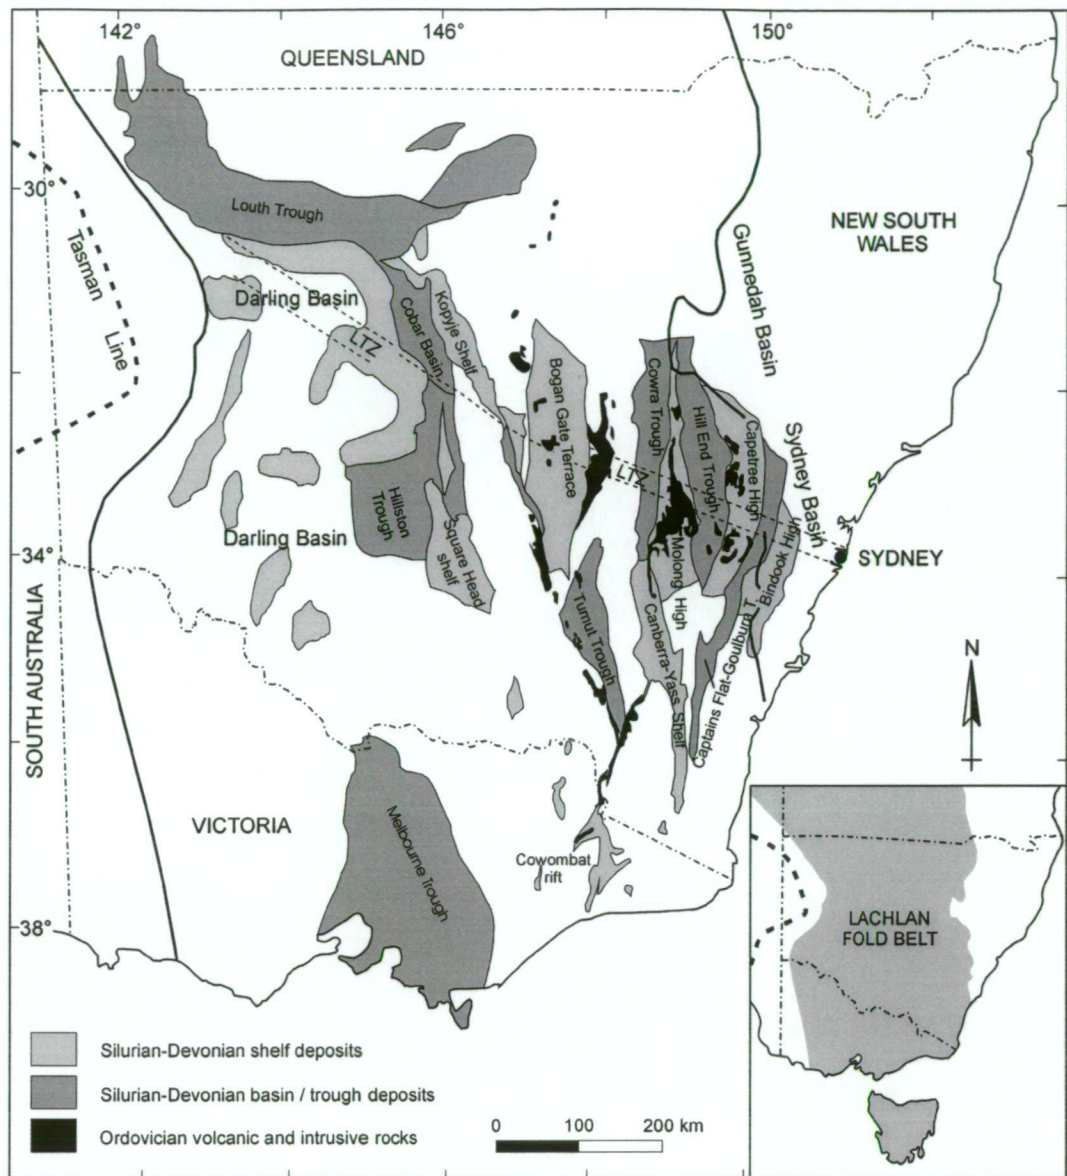 142°
146°
150°
QUEENSLAND
30°
Louth Trough
NEW SOUTH
WALES
Tasman
Line
Gunnedah Basin
Darling Basin
Kopyje Shelf
Cobar Basin
LTZ
Bogan Gate Terrace
Cowra Trough
Hill End Trough
Capetree High
Sydney Basin
LTZ
Hillston
Trough
Square Head
shelf
Darling Basin
34°
SYDNEY
Molong High
Bindook High
Tumut Trough
Canberra-Yass Shelf
Captains Flat-Goulburn T
N
SOUTH AUSTRALIA
VICTORIA
Melbourne Trough
Cowombat
rift
38°
LACHLAN
FOLD BELT
Silurian-Devonian shelf deposits
Silurian-Devonian basin / trough deposits
Ordovician volcanic and intrusive rocks
0 100 200 km